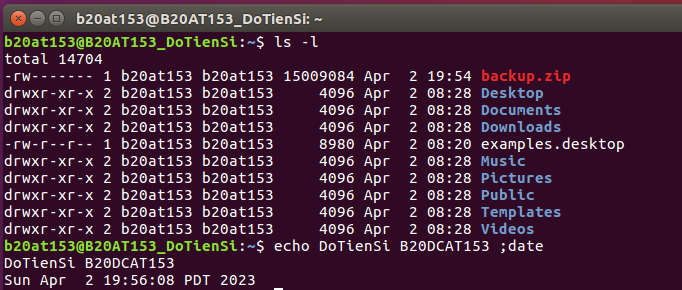 b20at153@B20CAT153_DoTienSi: ~
b20at153@B20AT153_DoTienSi:~$ ls -l
total 14704
-rw------- 1 b20at153 b20at153 15009084 Apr  2 19:54 backup.zip
drwxr-xr-x 2 b20at153 b20at153     4096 Apr  2 08:28 Desktop
drwxr-xr-x 2 b20at153 b20at153     4096 Apr  2 08:28 Documents
drwxr-xr-x 2 b20at153 b20at153     4096 Apr  2 08:28 Downloads
-rw-r--r-- 1 b20at153 b20at153     8980 Apr  2 08:20 examples.desktop
drwxr-xr-x 2 b20at153 b20at153     4096 Apr  2 08:28 Music
drwxr-xr-x 2 b20at153 b20at153     4096 Apr  2 08:28 Pictures
drwxr-xr-x 2 b20at153 b20at153     4096 Apr  2 08:28 Public
drwxr-xr-x 2 b20at153 b20at153     4096 Apr  2 08:28 Templates
drwxr-xr-x 2 b20at153 b20at153     4096 Apr  2 08:28 Videos
b20at153@B20AT153_DoTienSi:~$ echo DoTienSi B20DCAT153 ;date
DoTienSi B20DCAT153
Sun Apr  2 19:56:08 PDT 2023